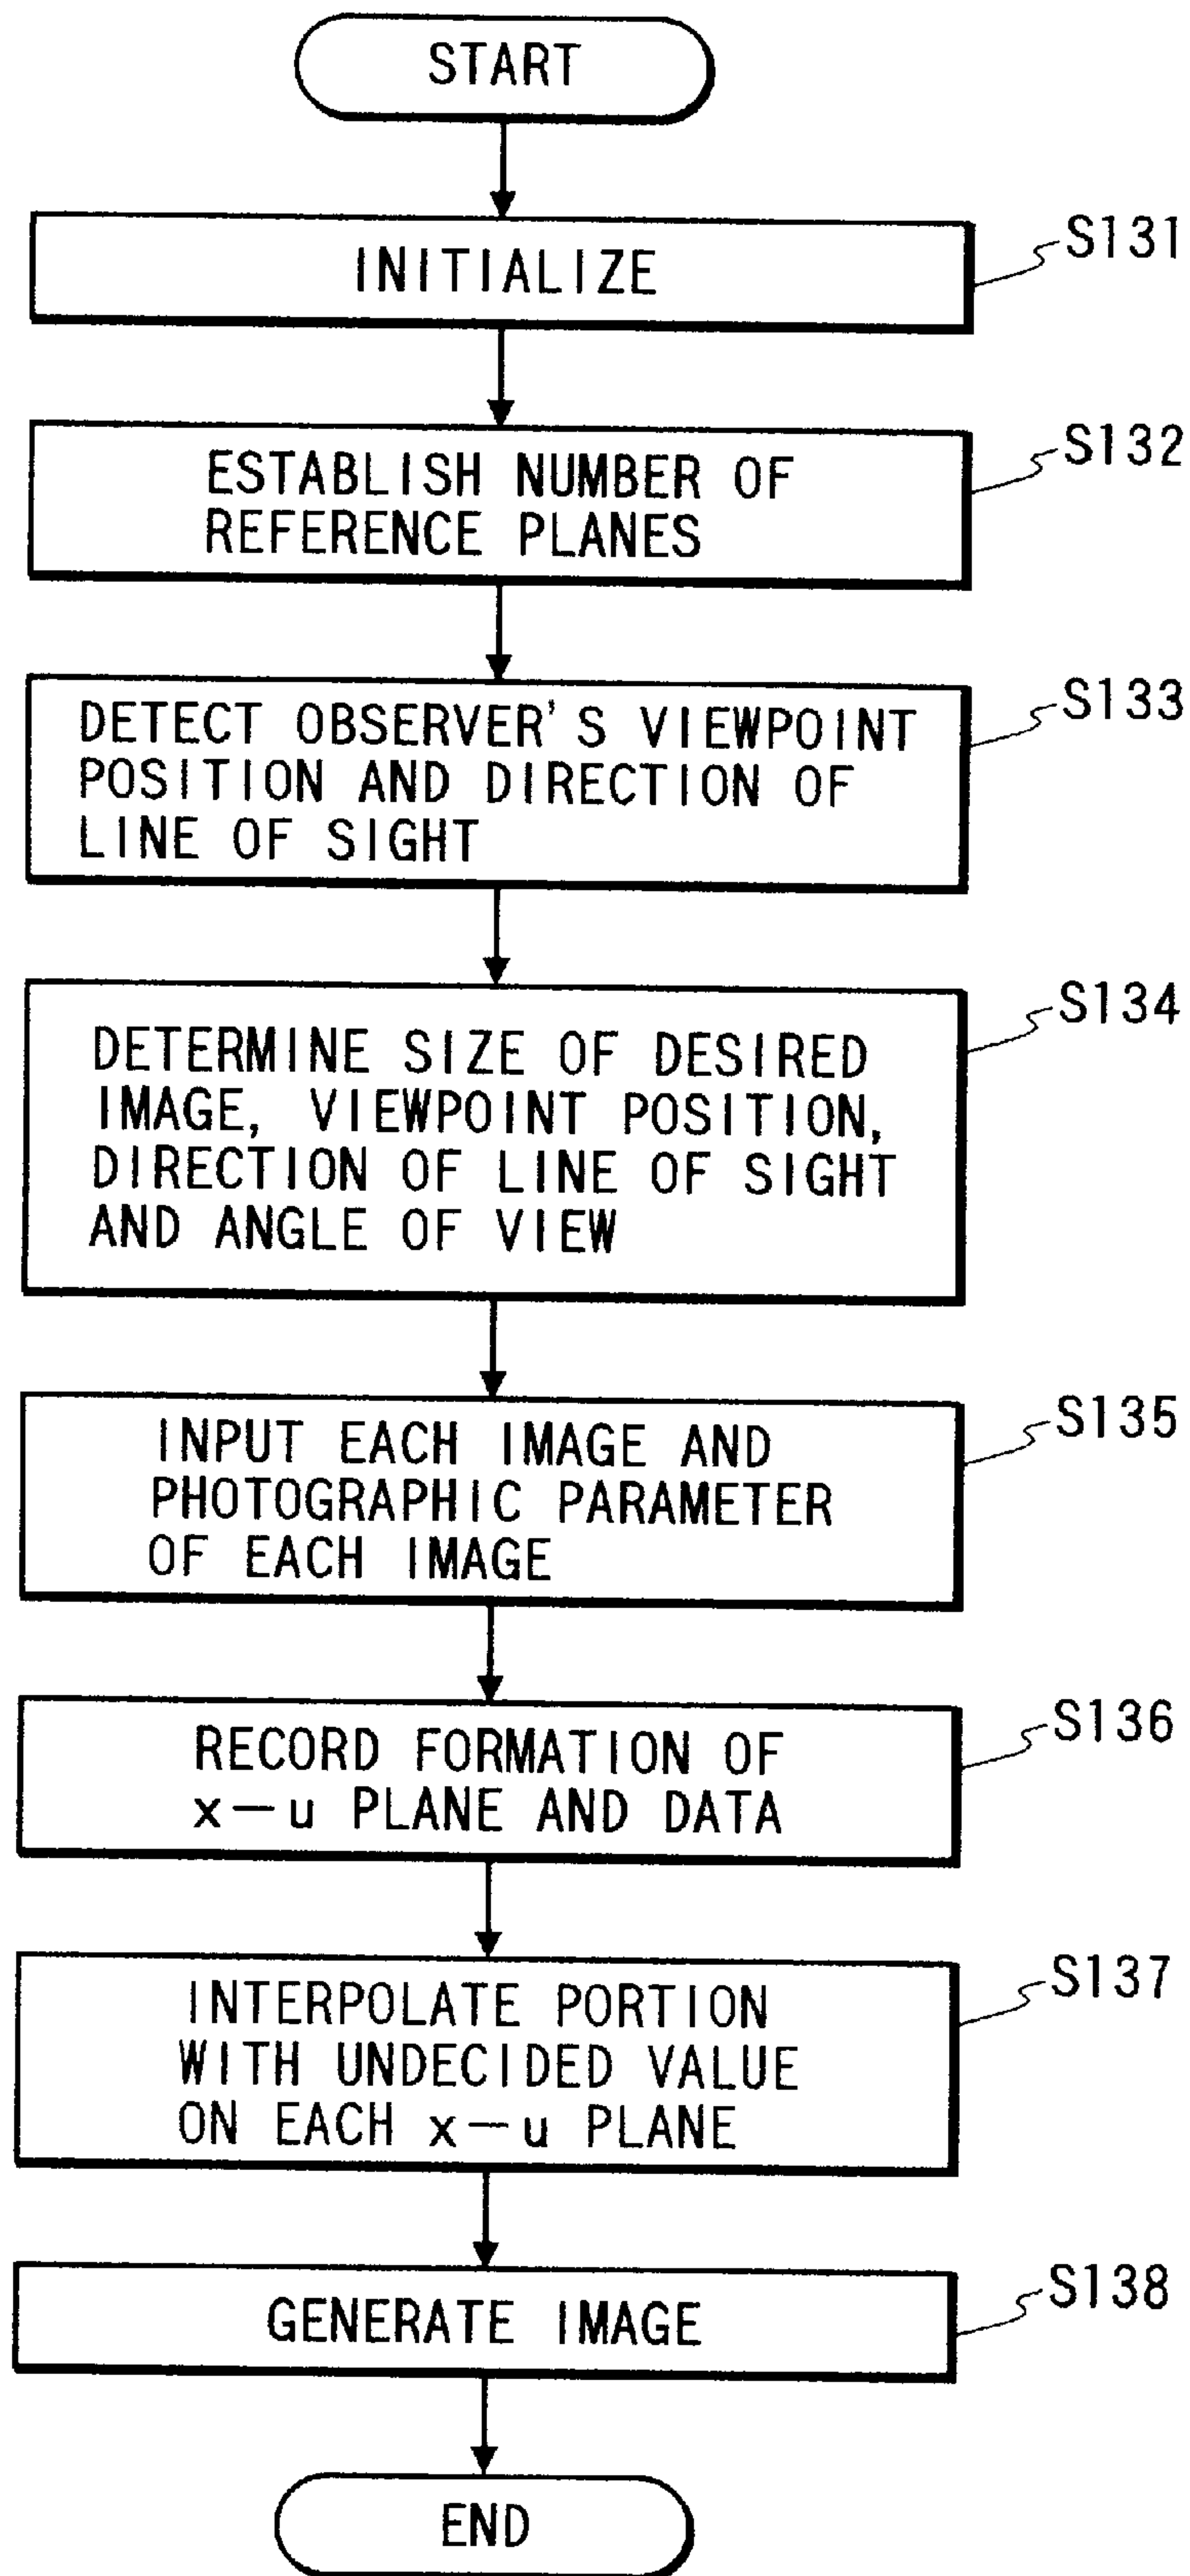 START
INITIALIZE
S131
ESTABLISH NUMBER OF
REFERENCE PLANES
S132
DETECT OBSERVER'S VIEWPOINT
POSITION AND DIRECTION OF
LINE OF SIGHT
S133
DETERMINE SIZE OF DESIRED
IMAGE, VIEWPOINT POSITION,
DIRECTION OF LINE OF SIGHT
AND ANGLE OF VIEW
S134
INPUT EACH IMAGE AND
PHOTOGRAPHIC PARAMETER
OF EACH IMAGE
S135
RECORD FORMATION OF
x—u PLANE AND DATA
S136
INTERPOLATE PORTION
WITH UNDECIDED VALUE
ON EACH x—u PLANE
S137
GENERATE IMAGE
S138
END